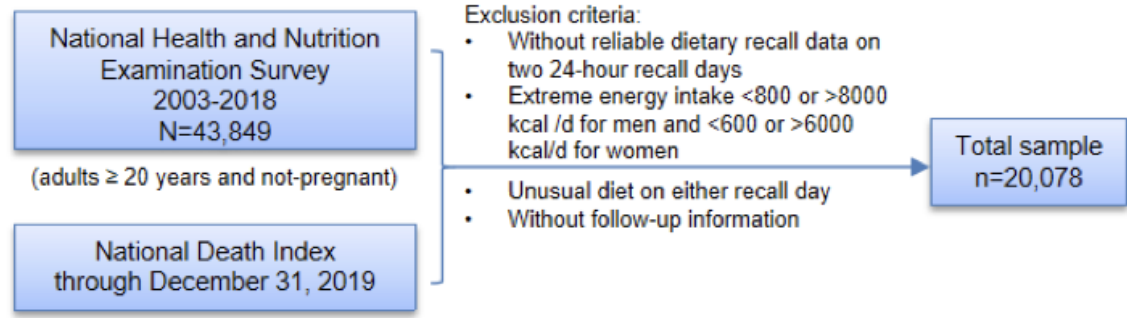 National Health and Nutrition
Examination Survey
2003-2018
N=43,849
(adults ≥ 20 years and not-pregnant)
National Death Index
through December 31, 2019
Exclusion criteria:
• Without reliable dietary recall data on
two 24-hour recall days
• Extreme energy intake <800 or >8000
kcal /d for men and <600 or >6000
kcal/d for women
• Unusual diet on either recall day
• Without follow-up information
Total sample
n=20,078